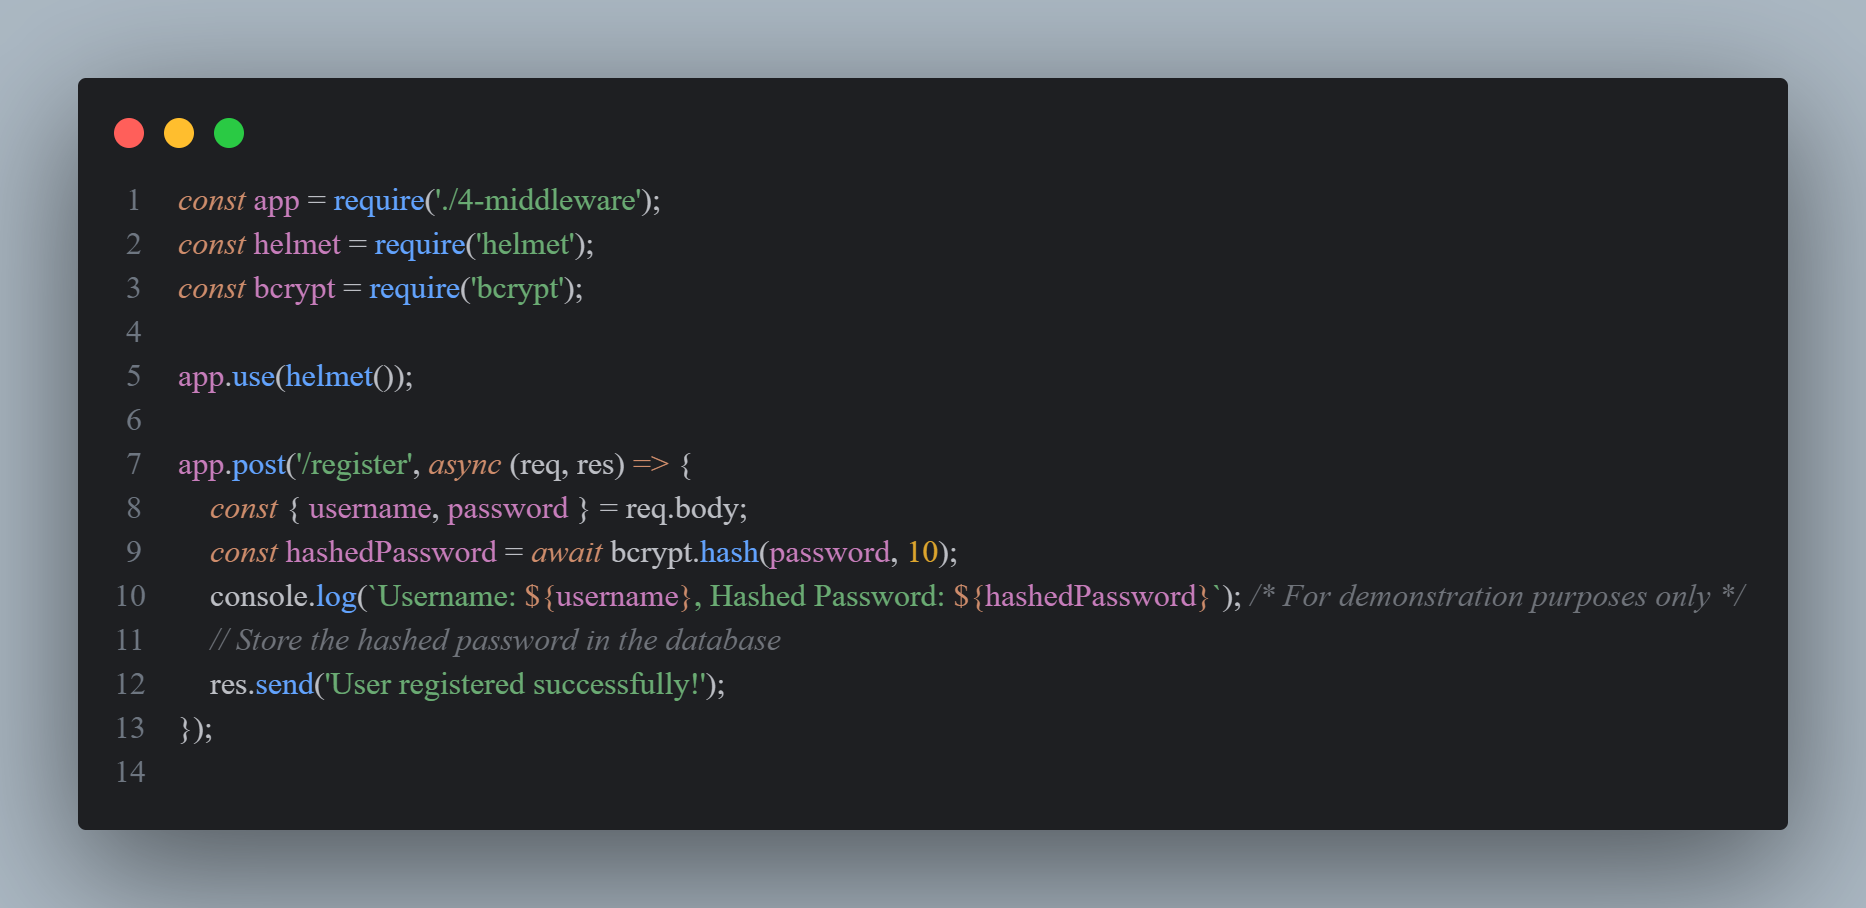 1 const app = require('./4-middleware');
2 const helmet = require('helmet');
3 const bcrypt = require('bcrypt');
4
5 app.use(helmet());
6
7 app.post('/register', async (req, res) => {
8     const { username, password } = req.body;
9     const hashedPassword = await bcrypt.hash(password, 10);
10     console.log(`Username: ${username}, Hashed Password: ${hashedPassword}`); /* For demonstration purposes only */
11     // Store the hashed password in the database
12     res.send('User registered successfully!');
13 });
14